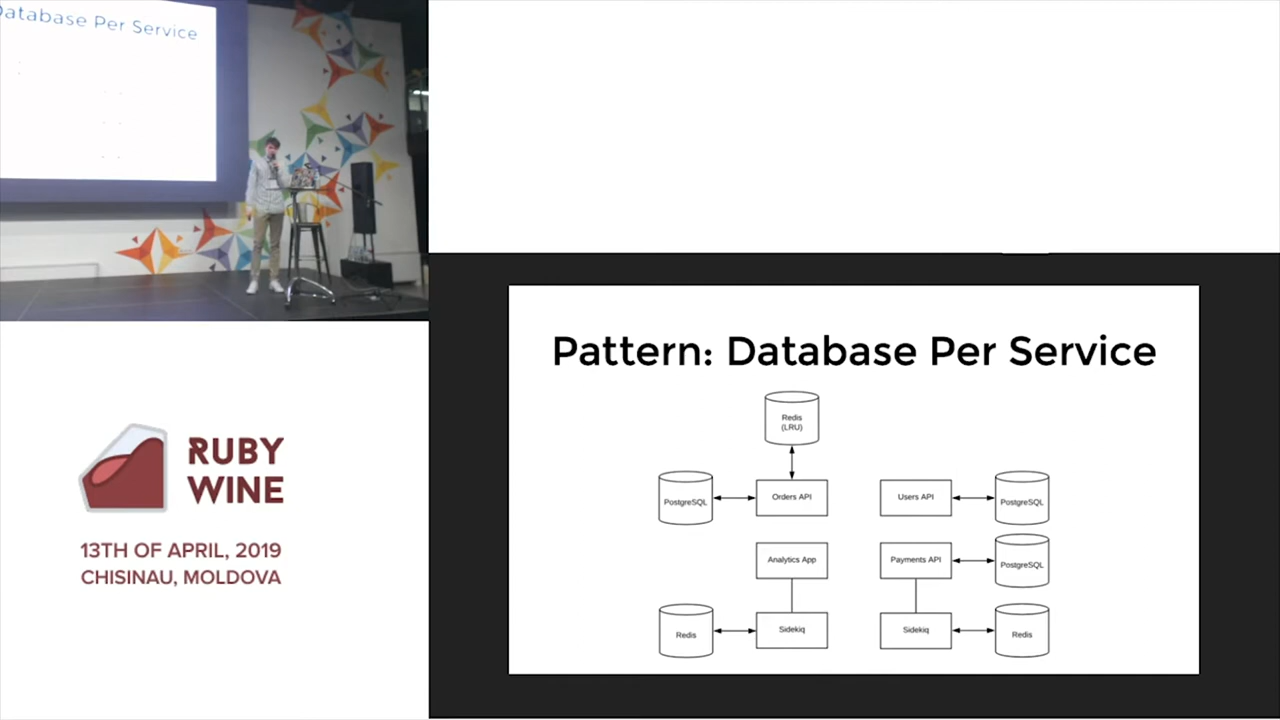 Database Per Service
RUBY
WINE
13TH OF APRIL, 2019
CHISINAU, MOLDOVA
Pattern: Database Per Service
Redis
(LRU)
PostgreSQL
Orders API
Users API
PostgreSQL
Analytics App
Payments API
PostgreSQL
Redis
Sidekiq
Sidekiq
Redis